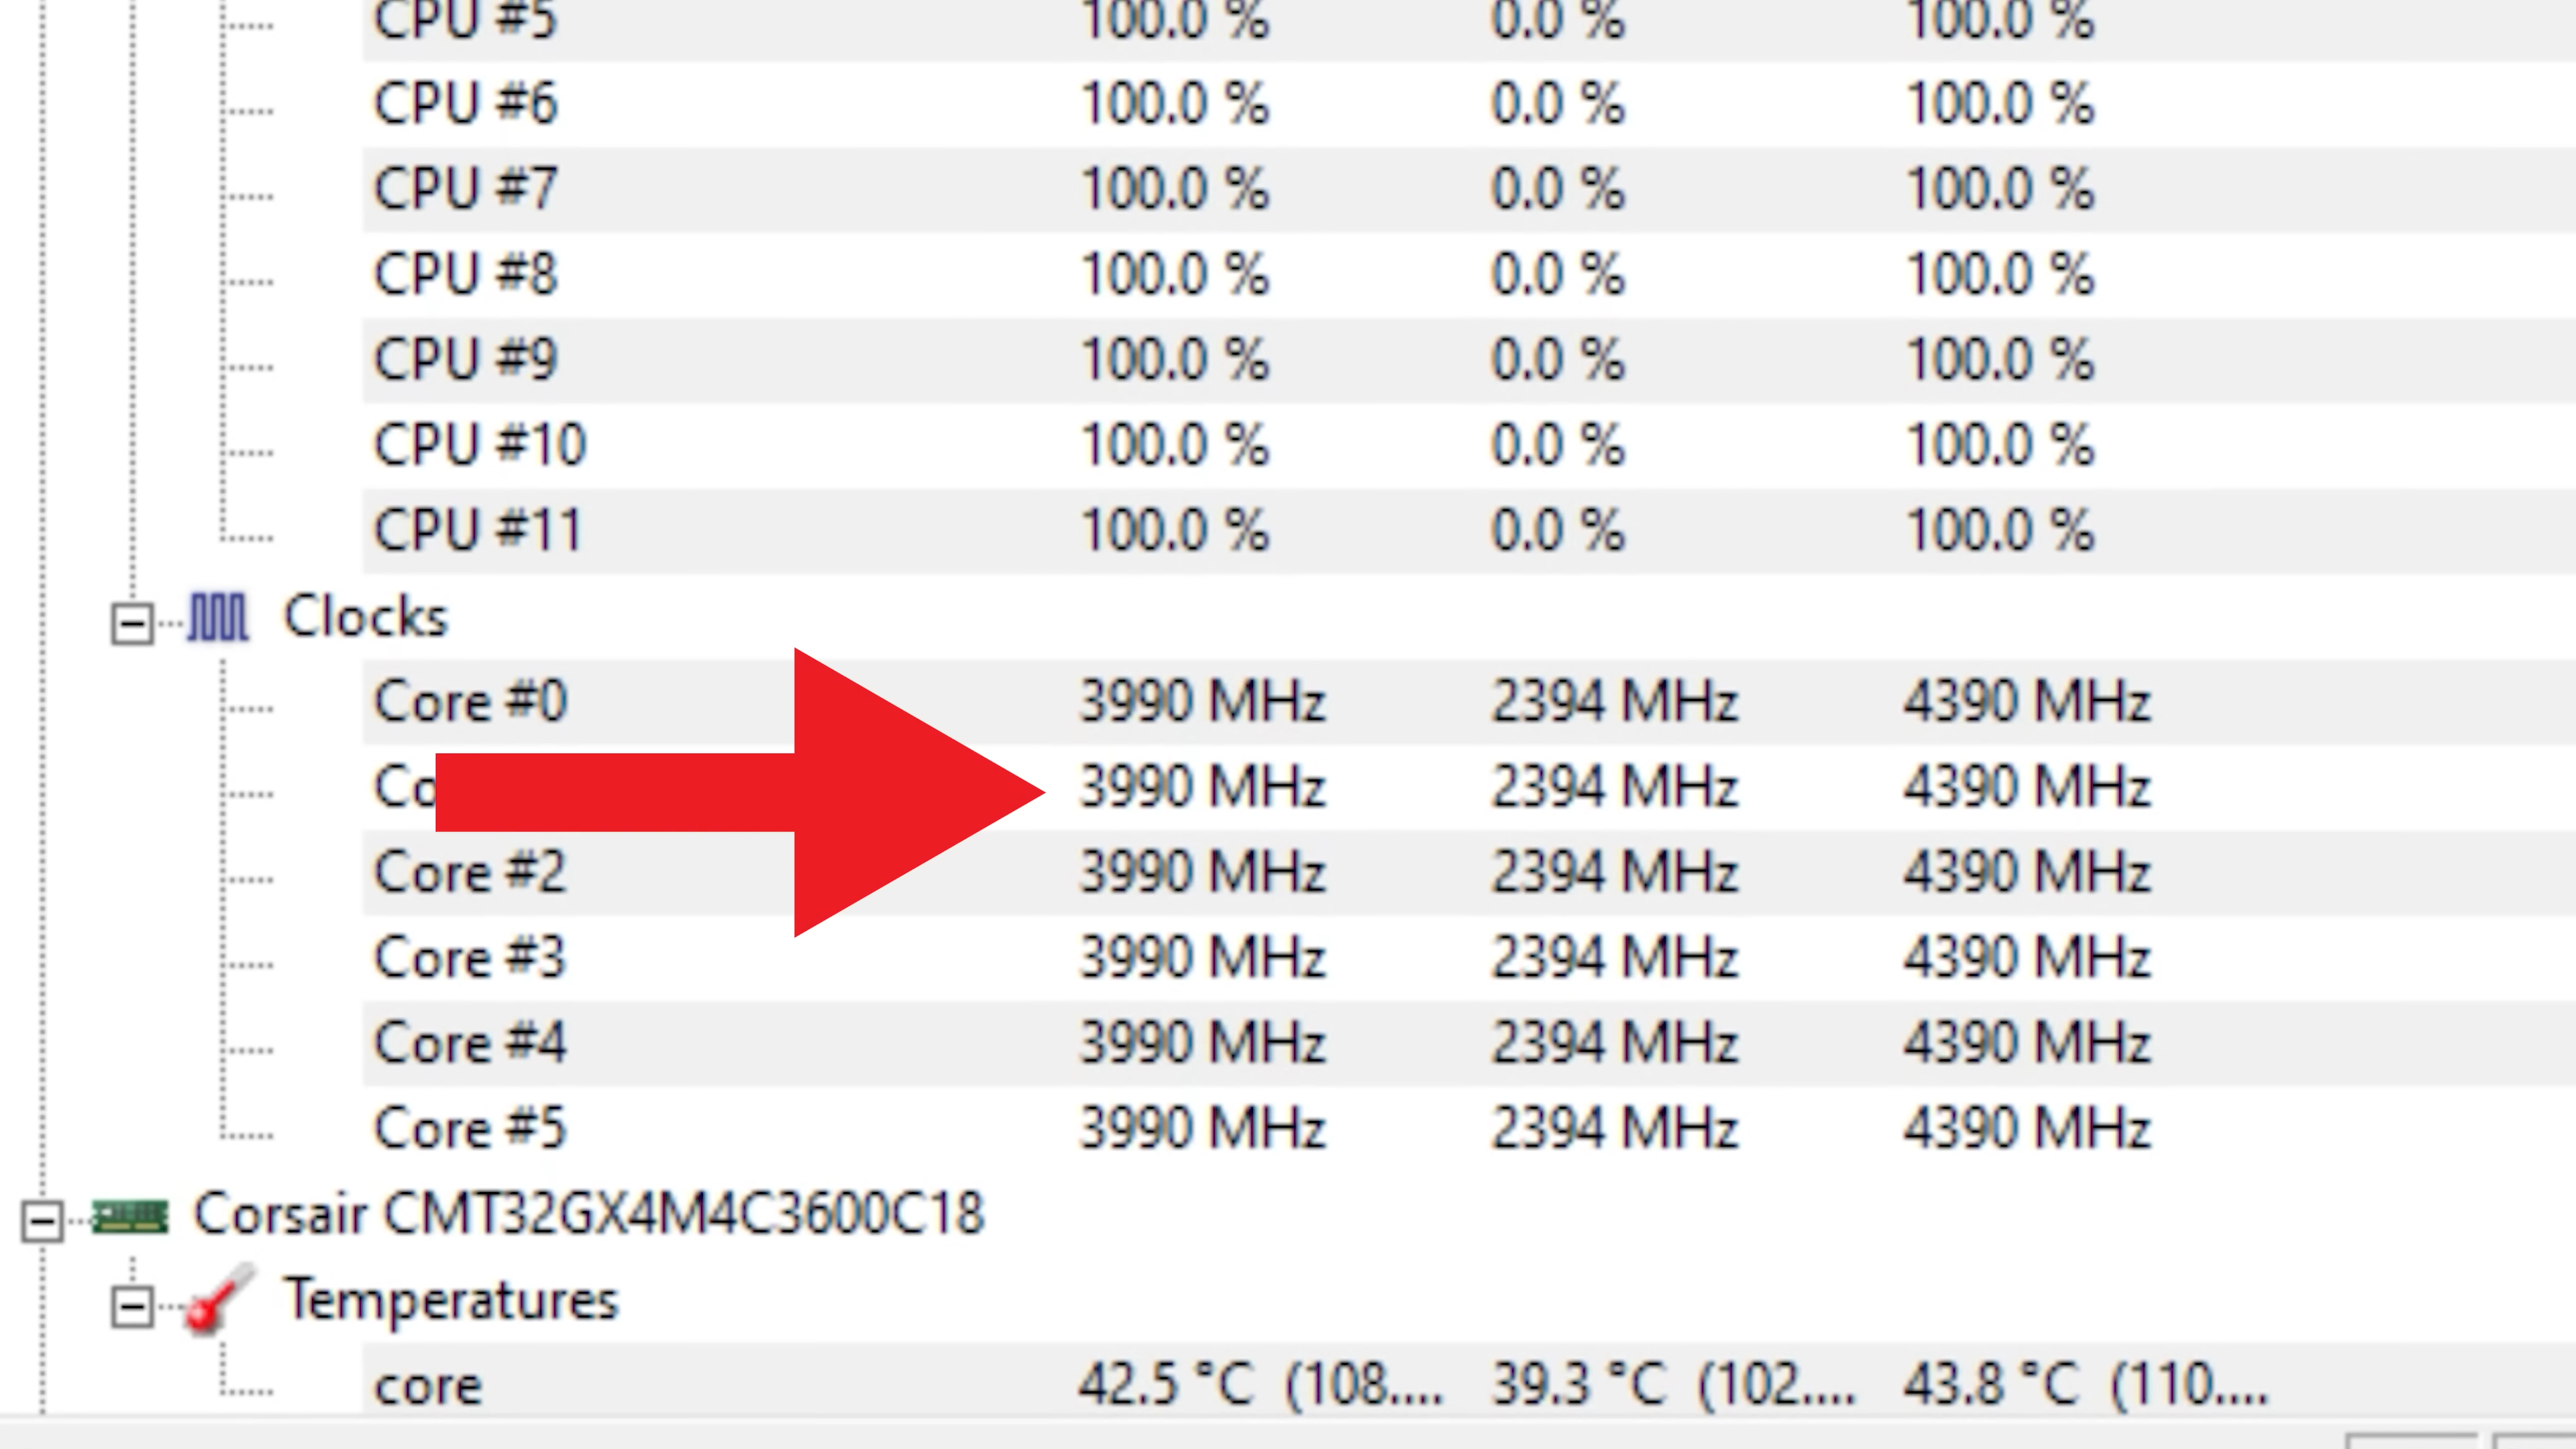 CPU #5 100.0 % 0.0 % 100.0 %
CPU #6 100.0 % 0.0 % 100.0 %
CPU #7 100.0 % 0.0 % 100.0 %
CPU #8 100.0 % 0.0 % 100.0 %
CPU #9 100.0 % 0.0 % 100.0 %
CPU #10 100.0 % 0.0 % 100.0 %
CPU #11 100.0 % 0.0 % 100.0 %
Clocks
Core #0 3990 MHz 2394 MHz 4390 MHz
Co 3990 MHz 2394 MHz 4390 MHz
Core #2 3990 MHz 2394 MHz 4390 MHz
Core #3 3990 MHz 2394 MHz 4390 MHz
Core #4 3990 MHz 2394 MHz 4390 MHz
Core #5 3990 MHz 2394 MHz 4390 MHz
Corsair CMT32GX4M4C3600C18
Temperatures
core 42.5 °C (108.... 39.3 °C (102.... 43.8 °C (110....